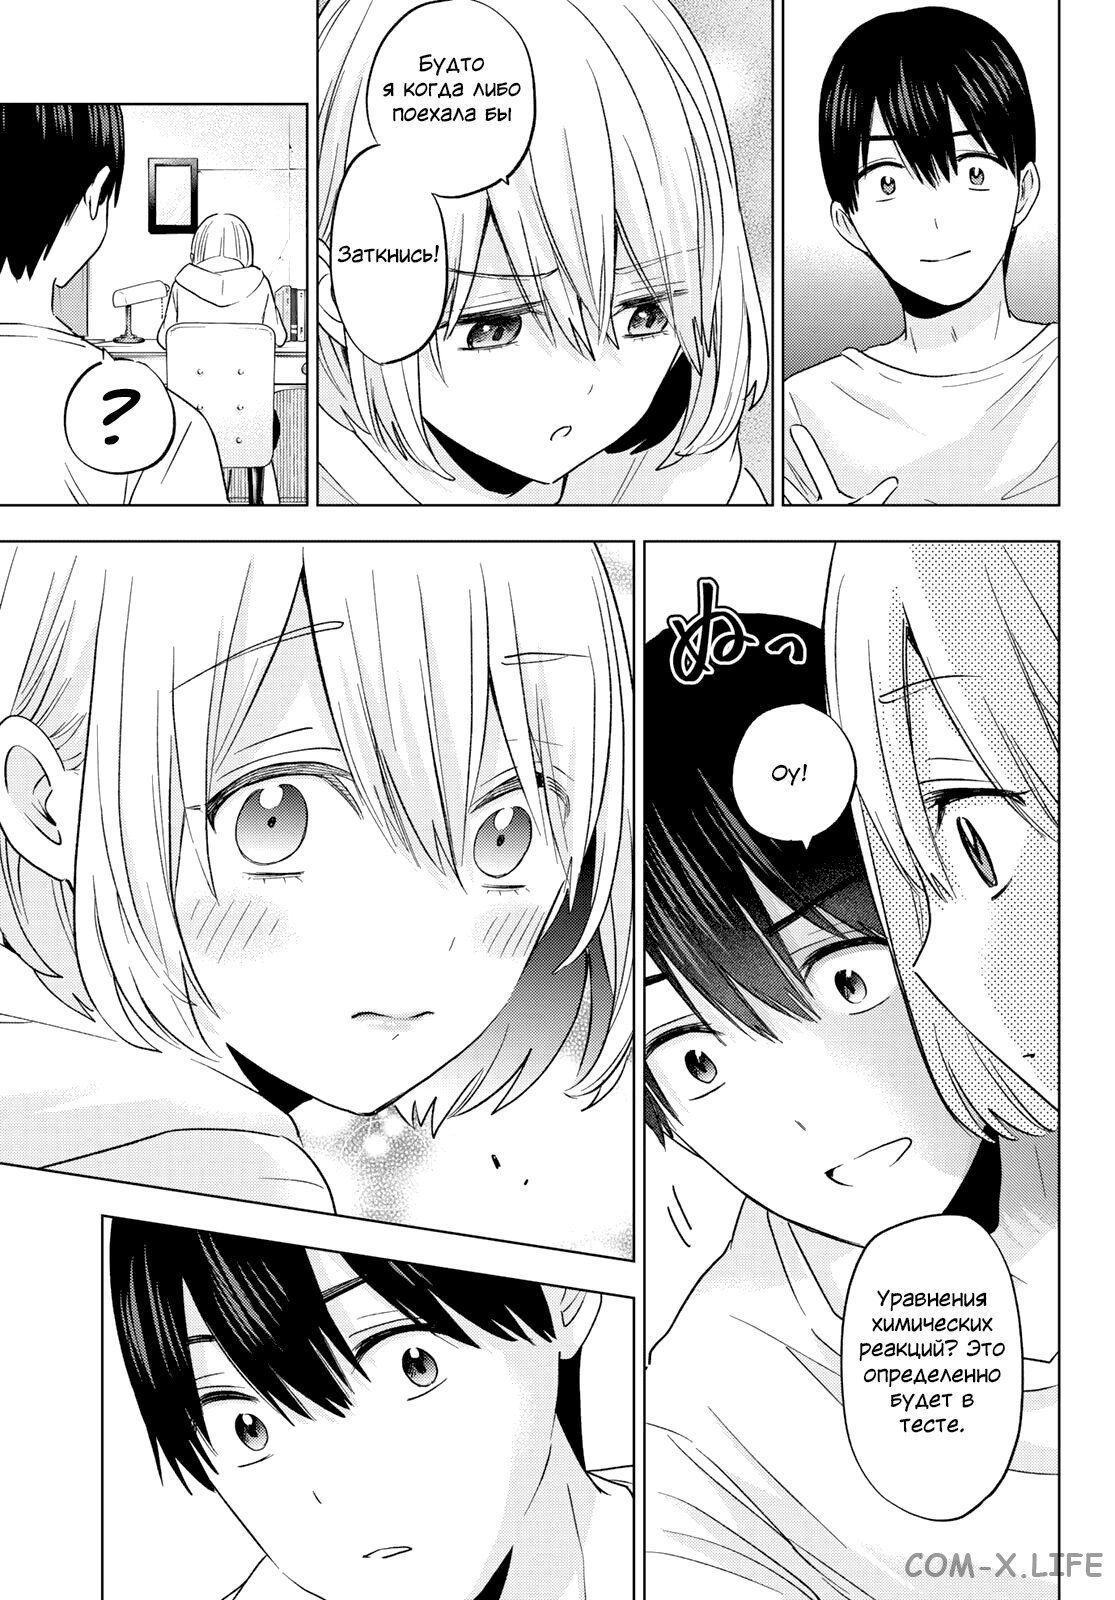 Будто
я когда либо
поехала бы
Заткнись!
?
ぬっ
Оу!
Уравнения
химических
реакций? Это
определенно
будет в
тесте.
COM-X.LIFE